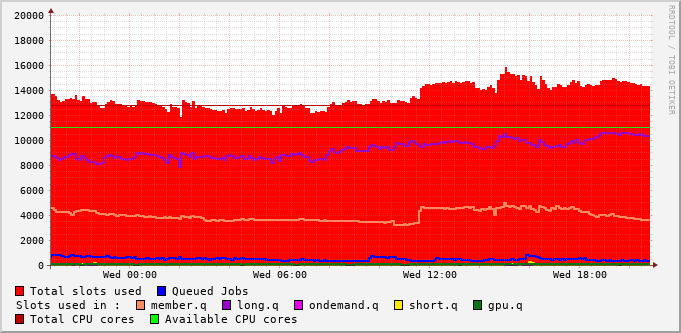 20000
18000
16000
14000
12000
10000
8000
6000
4000
2000
0
Wed 00:00 Wed 06:00 Wed 12:00 Wed 18:00
RRDTOOL / TOBI OETIKER
Total slots used Queued Jobs
Slots used in : member.q long.q ondemand.q short.q gpu.q
Total CPU cores Available CPU cores